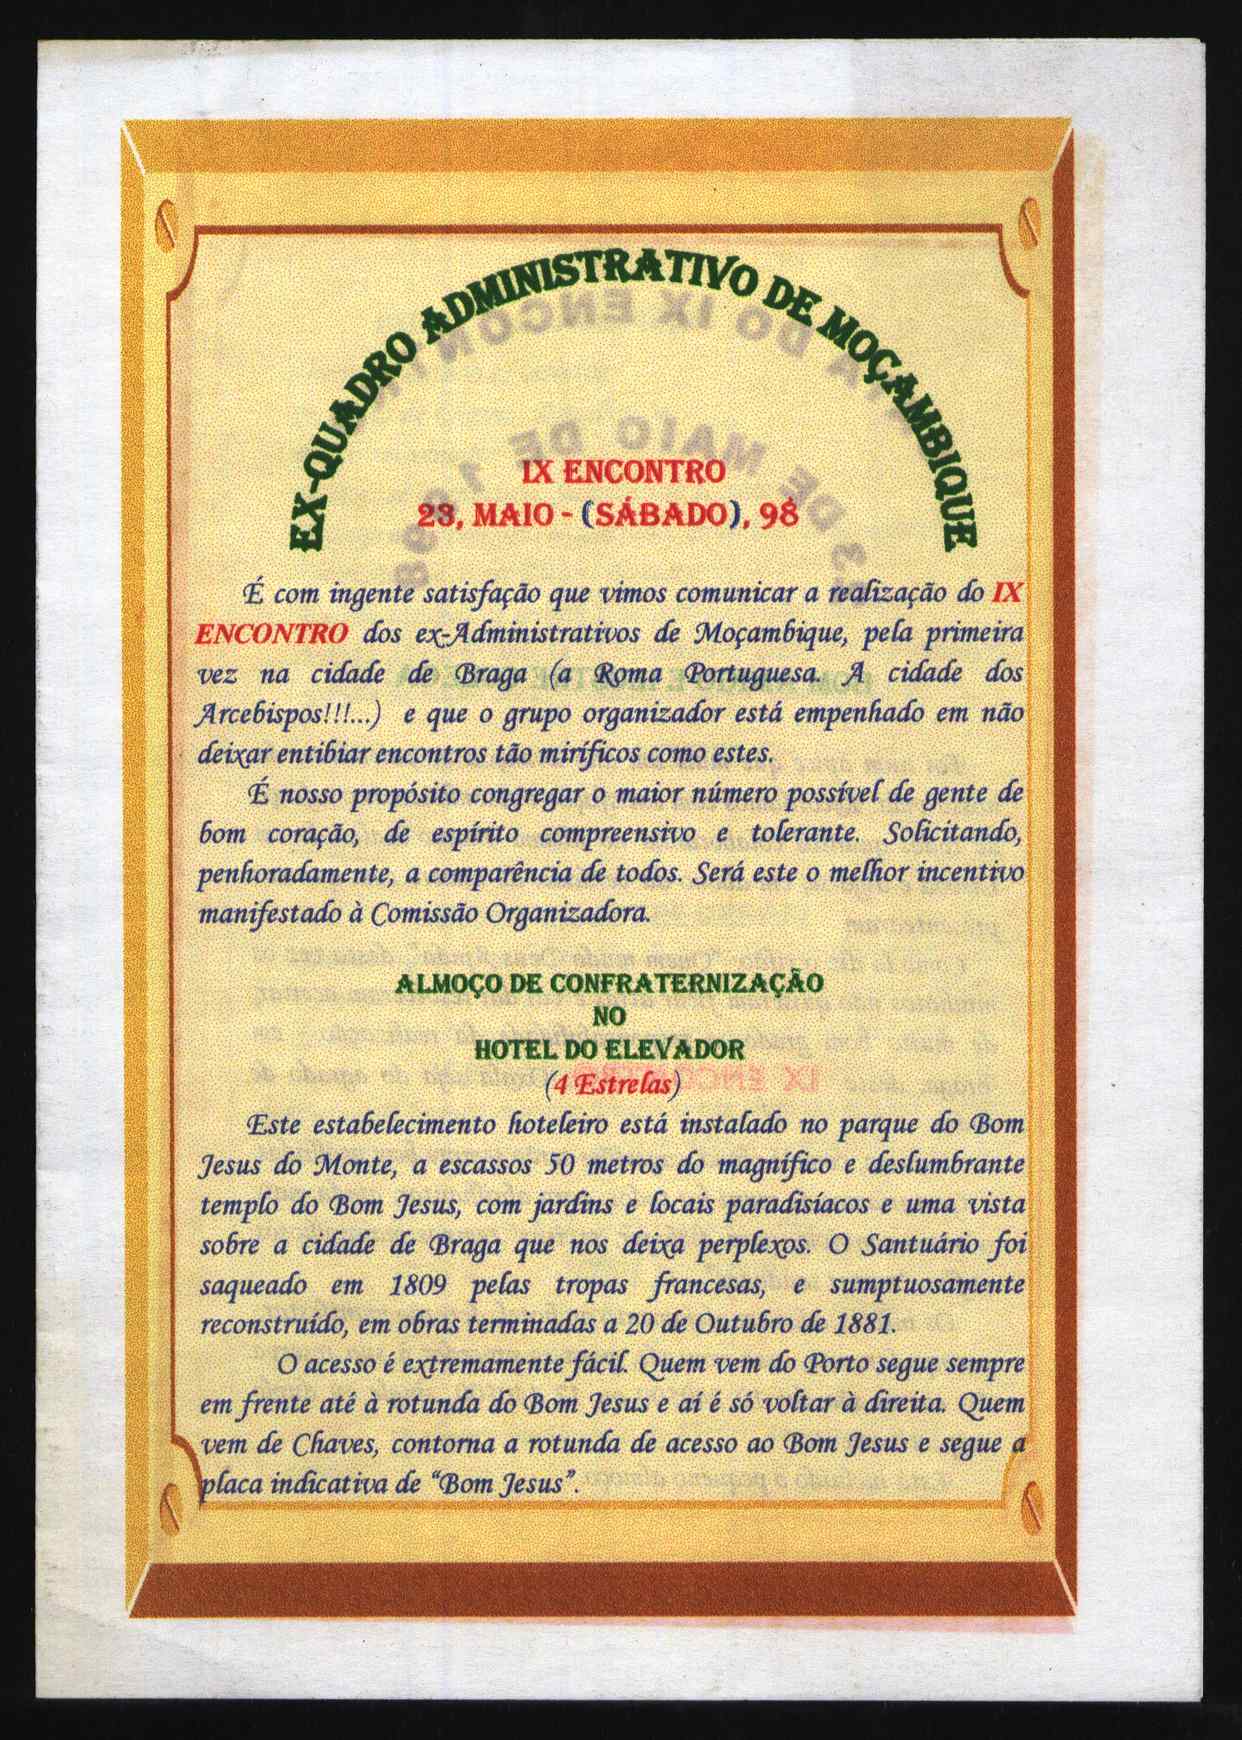 EX-QUADRO ADMINISTRATIVO DE MOÇAMBIQUE
IX ENCONTRO
23, MAIO - (SÁBADO), 98
É com ingente satisfação que vimos comunicar a realização do IX
ENCONTRO dos ex-Administrativos de Moçambique, pela primeira
vez na cidade de Braga (a Roma Portuguesa. A cidade dos
Arcebispos!!!...) e que o grupo organizador está empenhado em não
deixar entibiar encontros tão miríficos como estes.
É nosso propósito congregar o maior número possível de gente de
bom coração, de espírito compreensivo e tolerante. Solicitando,
penhoradamente, a comparência de todos. Será este o melhor incentivo
manifestado à Comissão Organizadora.
ALMOÇO DE CONFRATERNIZAÇÃO
NO
HOTEL DO ELEVADOR
(4 Estrelas)
Este estabelecimento hoteleiro está instalado no parque do Bom
Jesus do Monte, a escassos 50 metros do magnífico e deslumbrante
templo do Bom Jesus, com jardins e locais paradisíacos e uma vista
sobre a cidade de Braga que nos deixa perplexos. O Santuário foi
saqueado em 1809 pelas tropas francesas, e sumptuosamente
reconstruído, em obras terminadas a 20 de Outubro de 1881.
O acesso é extremamente fácil. Quem vem do Porto segue sempre
em frente até à rotunda do Bom Jesus e aí é só voltar à direita. Quem
vem de Chaves, contorna a rotunda de acesso ao Bom Jesus e segue a
placa indicativa de “Bom Jesus”.